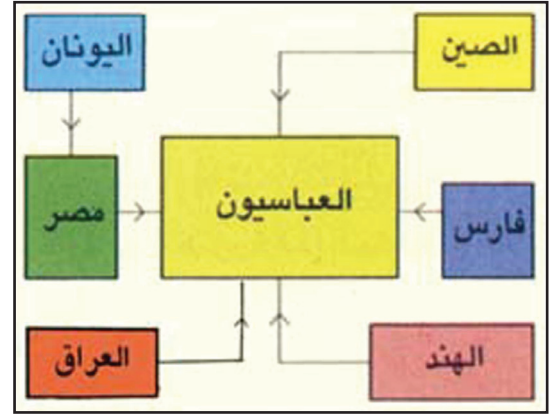 الصين
اليونان
العباسيون
مصر
فارس
الهند
العراق